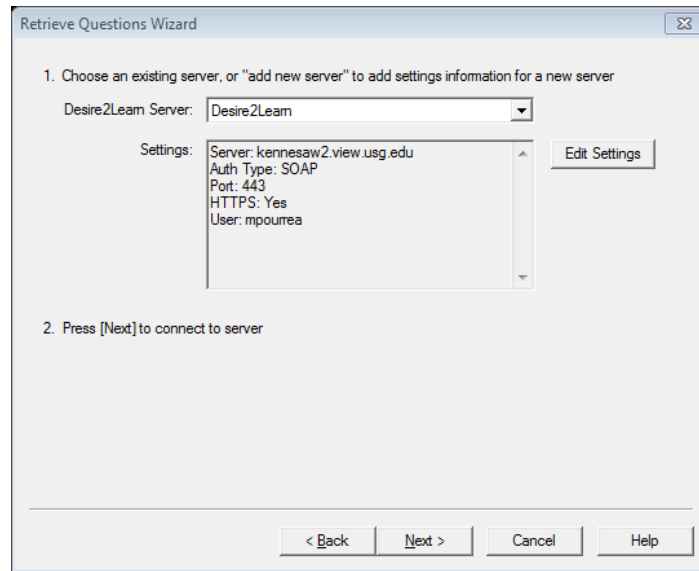 Retrieve Questions Wizard
1. Choose an existing server, or "add new server" to add settings information for a new server
Desire2Learn Server: Desire2Learn
Settings: Server: kennesaw2.view.usg.edu Edit Settings
Auth Type: SOAP
Port: 443
HTTPS: Yes
User: mpourrea
2. Press [Next] to connect to server
< Back Next > Cancel Help